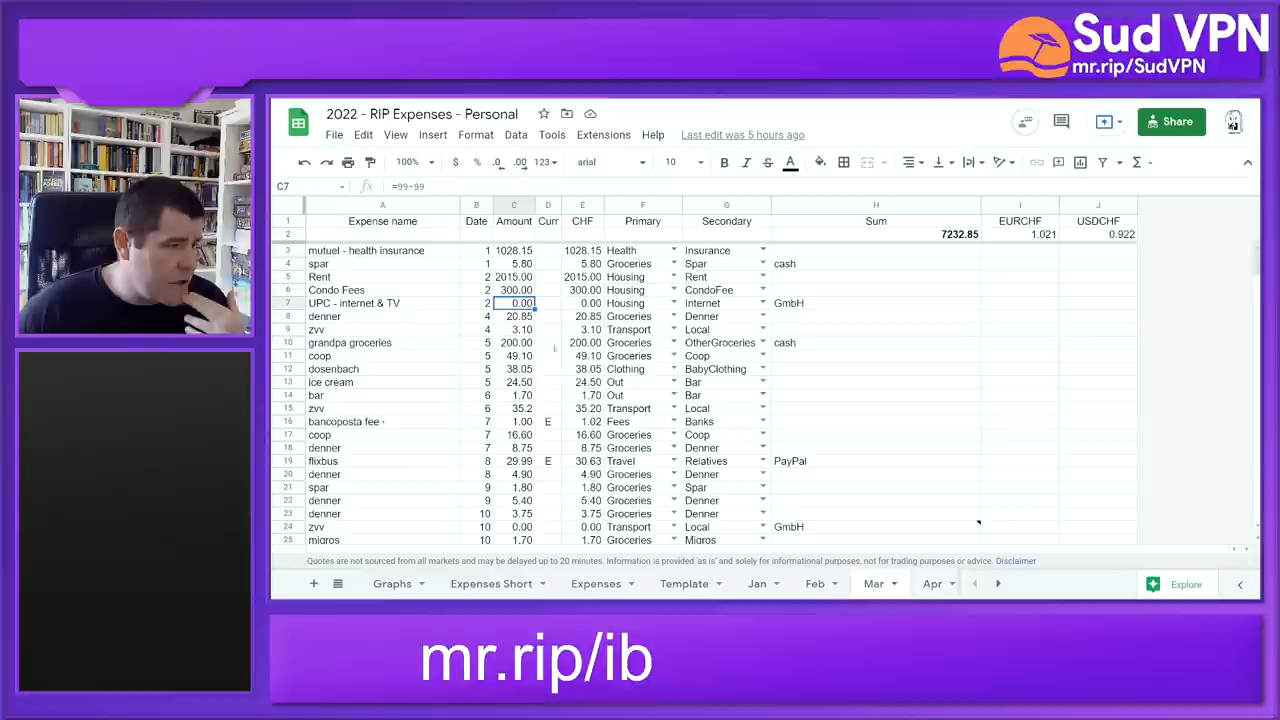 Sud VPN
mr.rip/SudVPN
2022 - RIP Expenses - Personal
File Edit View Insert Format Data Tools Extensions Help Last edit was 5 hours ago
Share
100% $ % .0 .00 123 arial 10 B I S A Σ
C7 fx =99-99
A B C D E F G H I J
1 Expense name Date Amount Curr CHF Primary Secondary Sum EURCHF USDCHF
2 7232.85 1.021 0.922
3 mutuel - health insurance 1 1028.15 1028.15 Health Insurance
4 spar 1 5.80 5.80 Groceries Spar cash
5 Rent 2 2015.00 2015.00 Housing Rent
6 Condo Fees 2 300.00 300.00 Housing CondoFee
7 UPC - internet & TV 2 0.00 0.00 Housing Internet GmbH
8 denner 4 20.85 20.85 Groceries Denner
9 zvv 4 3.10 3.10 Transport Local
10 grandpa groceries 5 200.00 200.00 Groceries OtherGroceries cash
11 coop 5 49.10 49.10 Groceries Coop
12 dosenbach 5 38.05 38.05 Clothing BabyClothing
13 ice cream 5 24.50 24.50 Out Bar
14 bar 6 1.70 1.70 Out Bar
15 zvv 6 35.2 35.20 Transport Local
16 bancoposta fee - 7 1.00 E 1.02 Fees Banks
17 coop 7 16.60 16.60 Groceries Coop
18 denner 7 8.75 8.75 Groceries Denner
19 flixbus 8 29.99 E 30.63 Travel Relatives PayPal
20 denner 8 4.90 4.90 Groceries Denner
21 spar 9 1.80 1.80 Groceries Spar
22 denner 9 5.40 5.40 Groceries Denner
23 denner 10 3.75 3.75 Groceries Denner
24 zvv 10 0.00 0.00 Transport Local GmbH
25 migros 10 1.70 1.70 Groceries Migros
Quotes are not sourced from all markets and may be delayed up to 20 minutes. Information is provided 'as is' and solely for informational purposes, not for trading purposes or advice. Disclaimer
+ Graphs Expenses Short Expenses Template Jan Feb Mar Apr Explore
mr.rip/ib